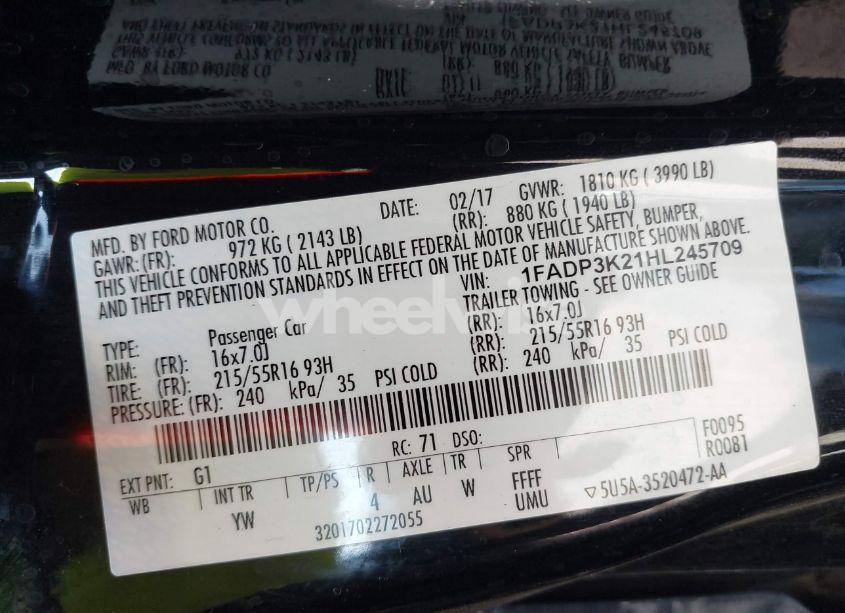 MFD. BY FORD MOTOR CO. DATE: 02/17 GVWR: 1810 KG ( 3990 LB)
GAWR: (FR): 972 KG ( 2143 LB) (RR): 880 KG ( 1940 LB)
THIS VEHICLE CONFORMS TO ALL APPLICABLE FEDERAL MOTOR VEHICLE SAFETY, BUMPER,
AND THEFT PREVENTION STANDARDS IN EFFECT ON THE DATE OF MANUFACTURE SHOWN ABOVE.
VIN: 1FADP3K21HL245709
TYPE: Passenger Car TRAILER TOWING - SEE OWNER GUIDE
RIM: (FR): 16x7.0J (RR): 16x7.0J
TIRE: (FR): 215/55R16 93H (RR): 215/55R16 93H
PRESSURE: (FR): 240 kPa/ 35 PSI COLD (RR): 240 kPa/ 35 PSI COLD
EXT PNT: G1 RC: 71 DSO: F0095
R0081
WB INT TR TP/PS R AXLE TR SPR
YW 4 AU W FFFF
UMU
3201702272055 ▽5U5A-3520472-AA